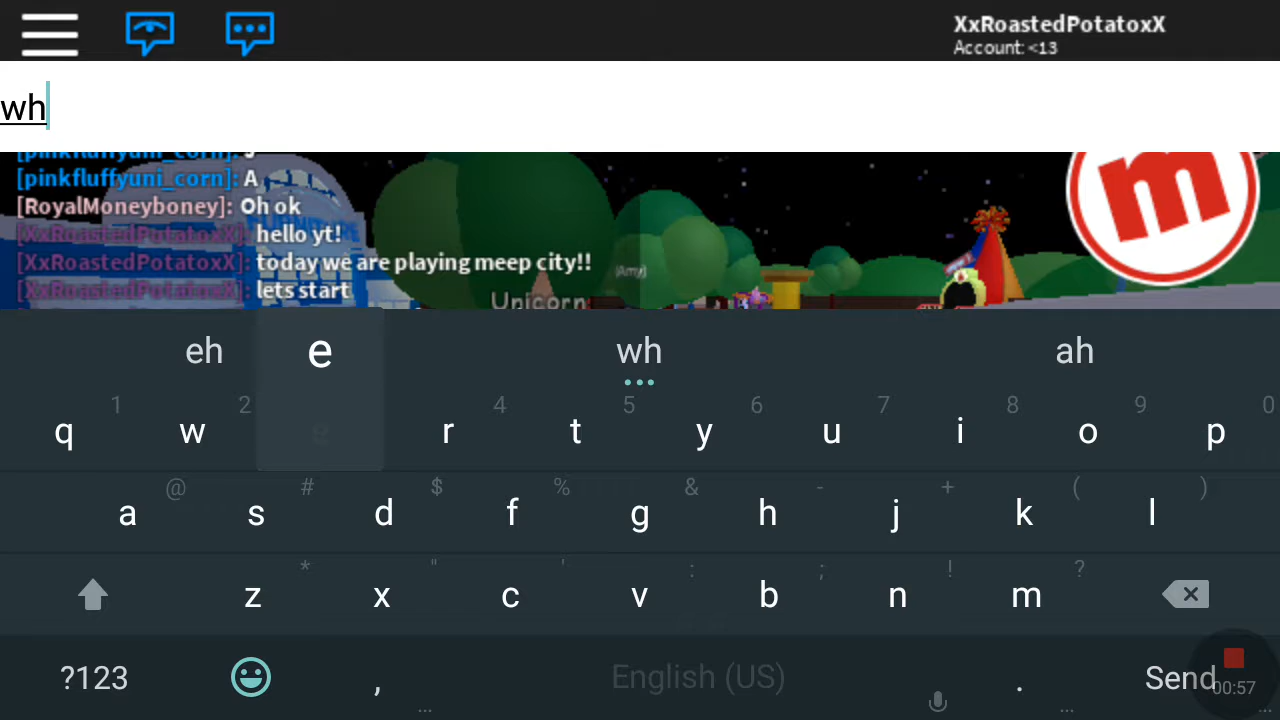 XxRoastedPotatoxX
Account: <13
wh
[pinkfluffyuni_corn]: J
[pinkfluffyuni_corn]: A
[RoyalMoneyboney]: Oh ok
[XxRoastedPotatoxX]: hello yt!
[XxRoastedPotatoxX]: today we are playing meep city!!
[XxRoastedPotatoxX]: lets start
Unicorn
m
eh e wh ah
1 2 4 5 6 7 8 9 0
q w e r t y u i o p
@ # $ % & - + ( )
a s d f g h j k l
* " ' : ; ! ?
z x c v b n m
?123 , English (US) . Send
00:57